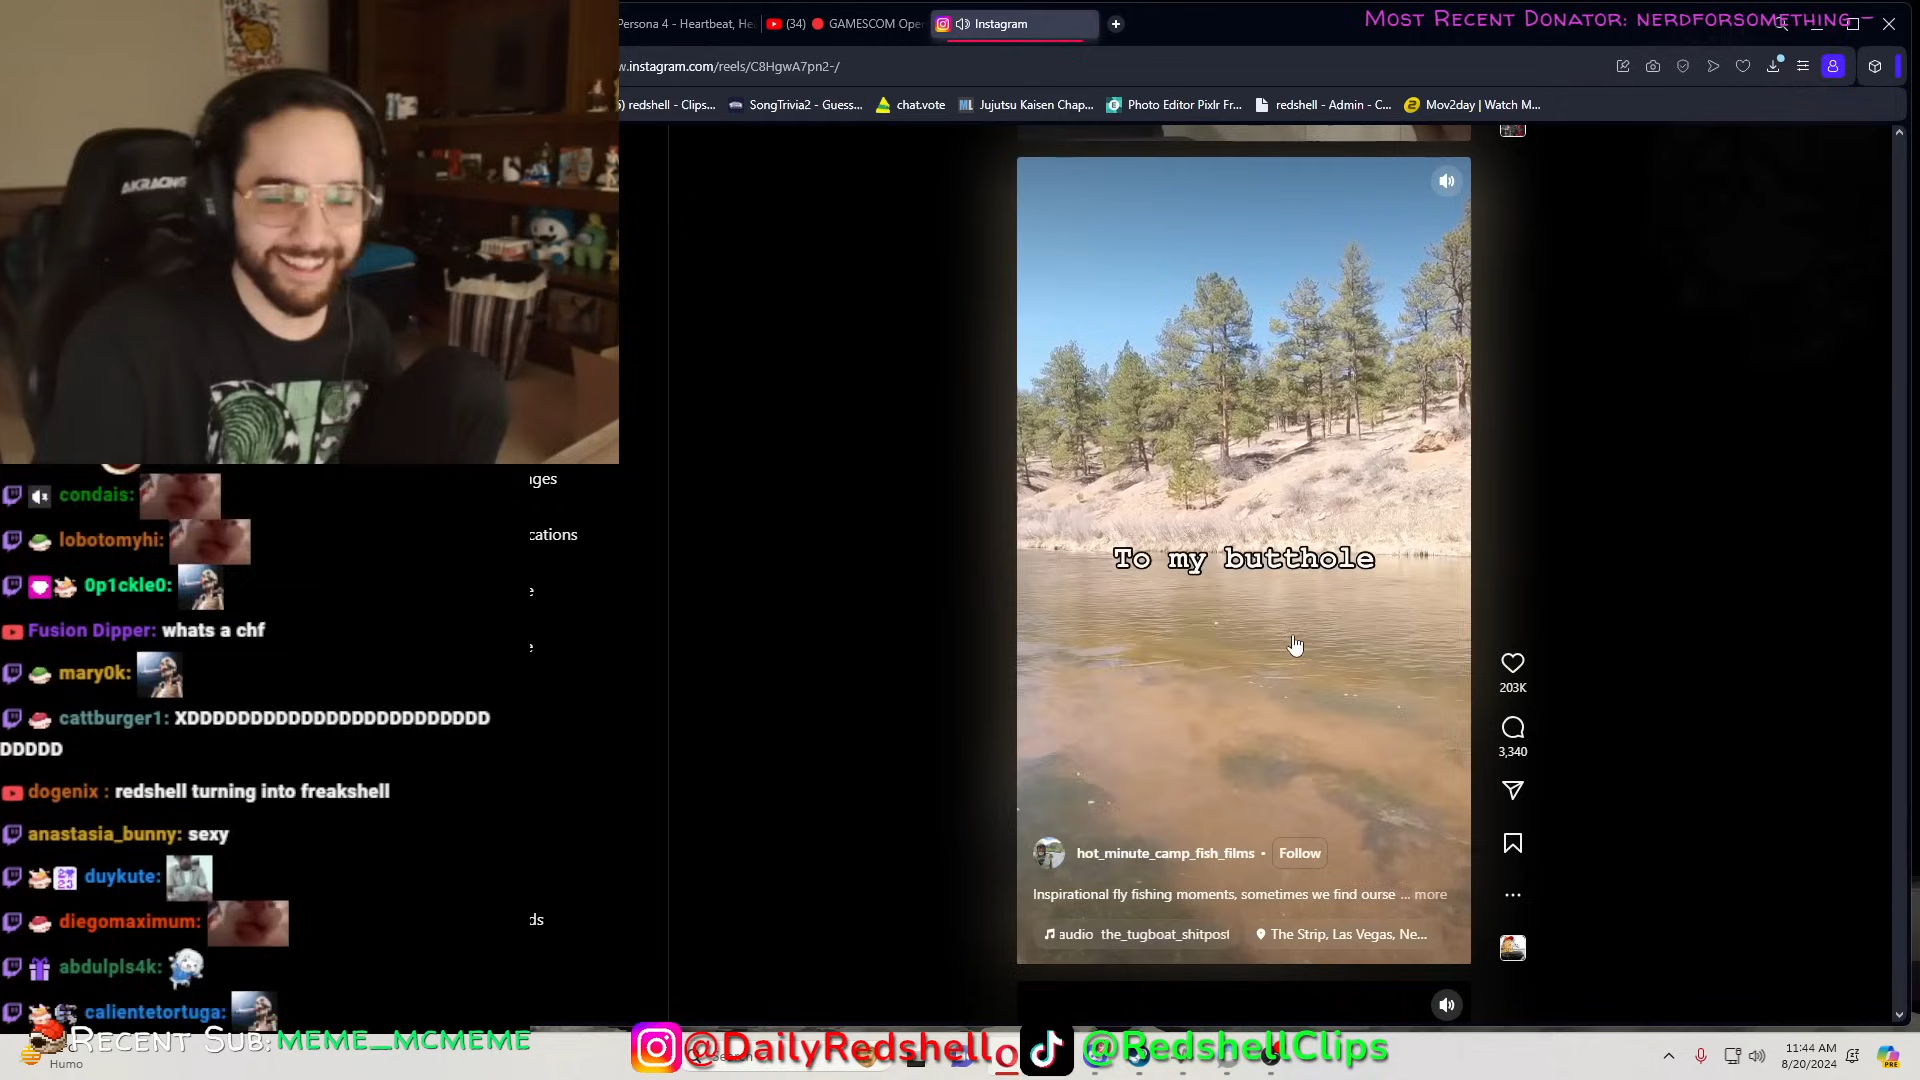 Persona 4 - Heartbeat, He
(34)
GAMESCOM Ope
Instagram
Most Recent Donator: nerdforsomething -
w.instagram.com/reels/C8HgwA7pn2-/
redshell - Clips...
SongTrivia2 - Guess...
chat.vote
Jujutsu Kaisen Chap...
Photo Editor Pixlr Fr...
redshell - Admin - C...
Mov2day | Watch M...
AKRACING
To my butthole
203K
3,340
hot_minute_camp_fish_films • Follow
Inspirational fly fishing moments, sometimes we find ourse ... more
audio the_tugboat_shitpost
The Strip, Las Vegas, Ne...
condais:
lobotomyhi:
0p1ckle0:
Fusion Dipper: whats a chf
mary0k:
cattburger1: XDDDDDDDDDDDDDDDDDDDDDDD
DDDDD
dogenix : redshell turning into freakshell
anastasia_bunny: sexy
duykute:
diegomaximum:
abdulpls4k:
calientetortuga:
Recent Sub: meme_mcmeme
Humo
@DailyRedshell
@RedshellClips
11:44 AM
8/20/2024